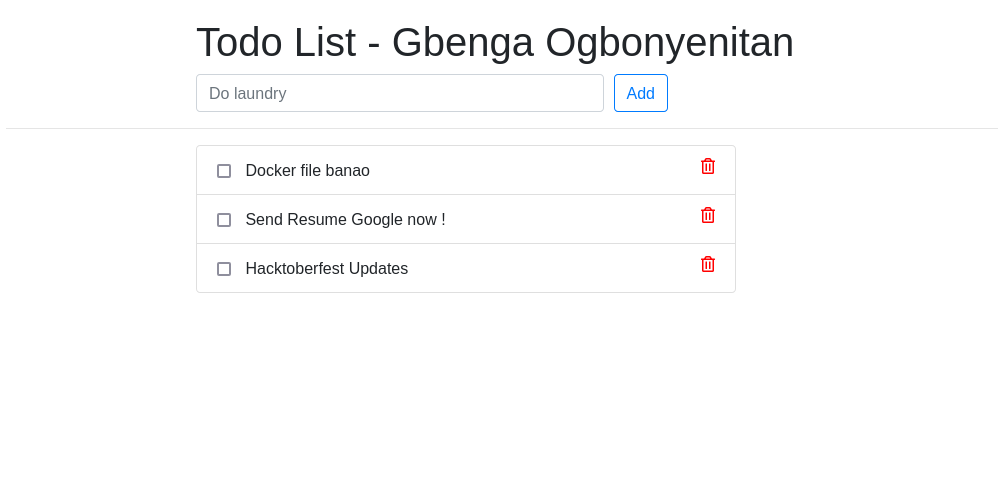 Todo List - Gbenga Ogbonyenitan
Do laundry
Add
Docker file banao
Send Resume Google now !
Hacktoberfest Updates